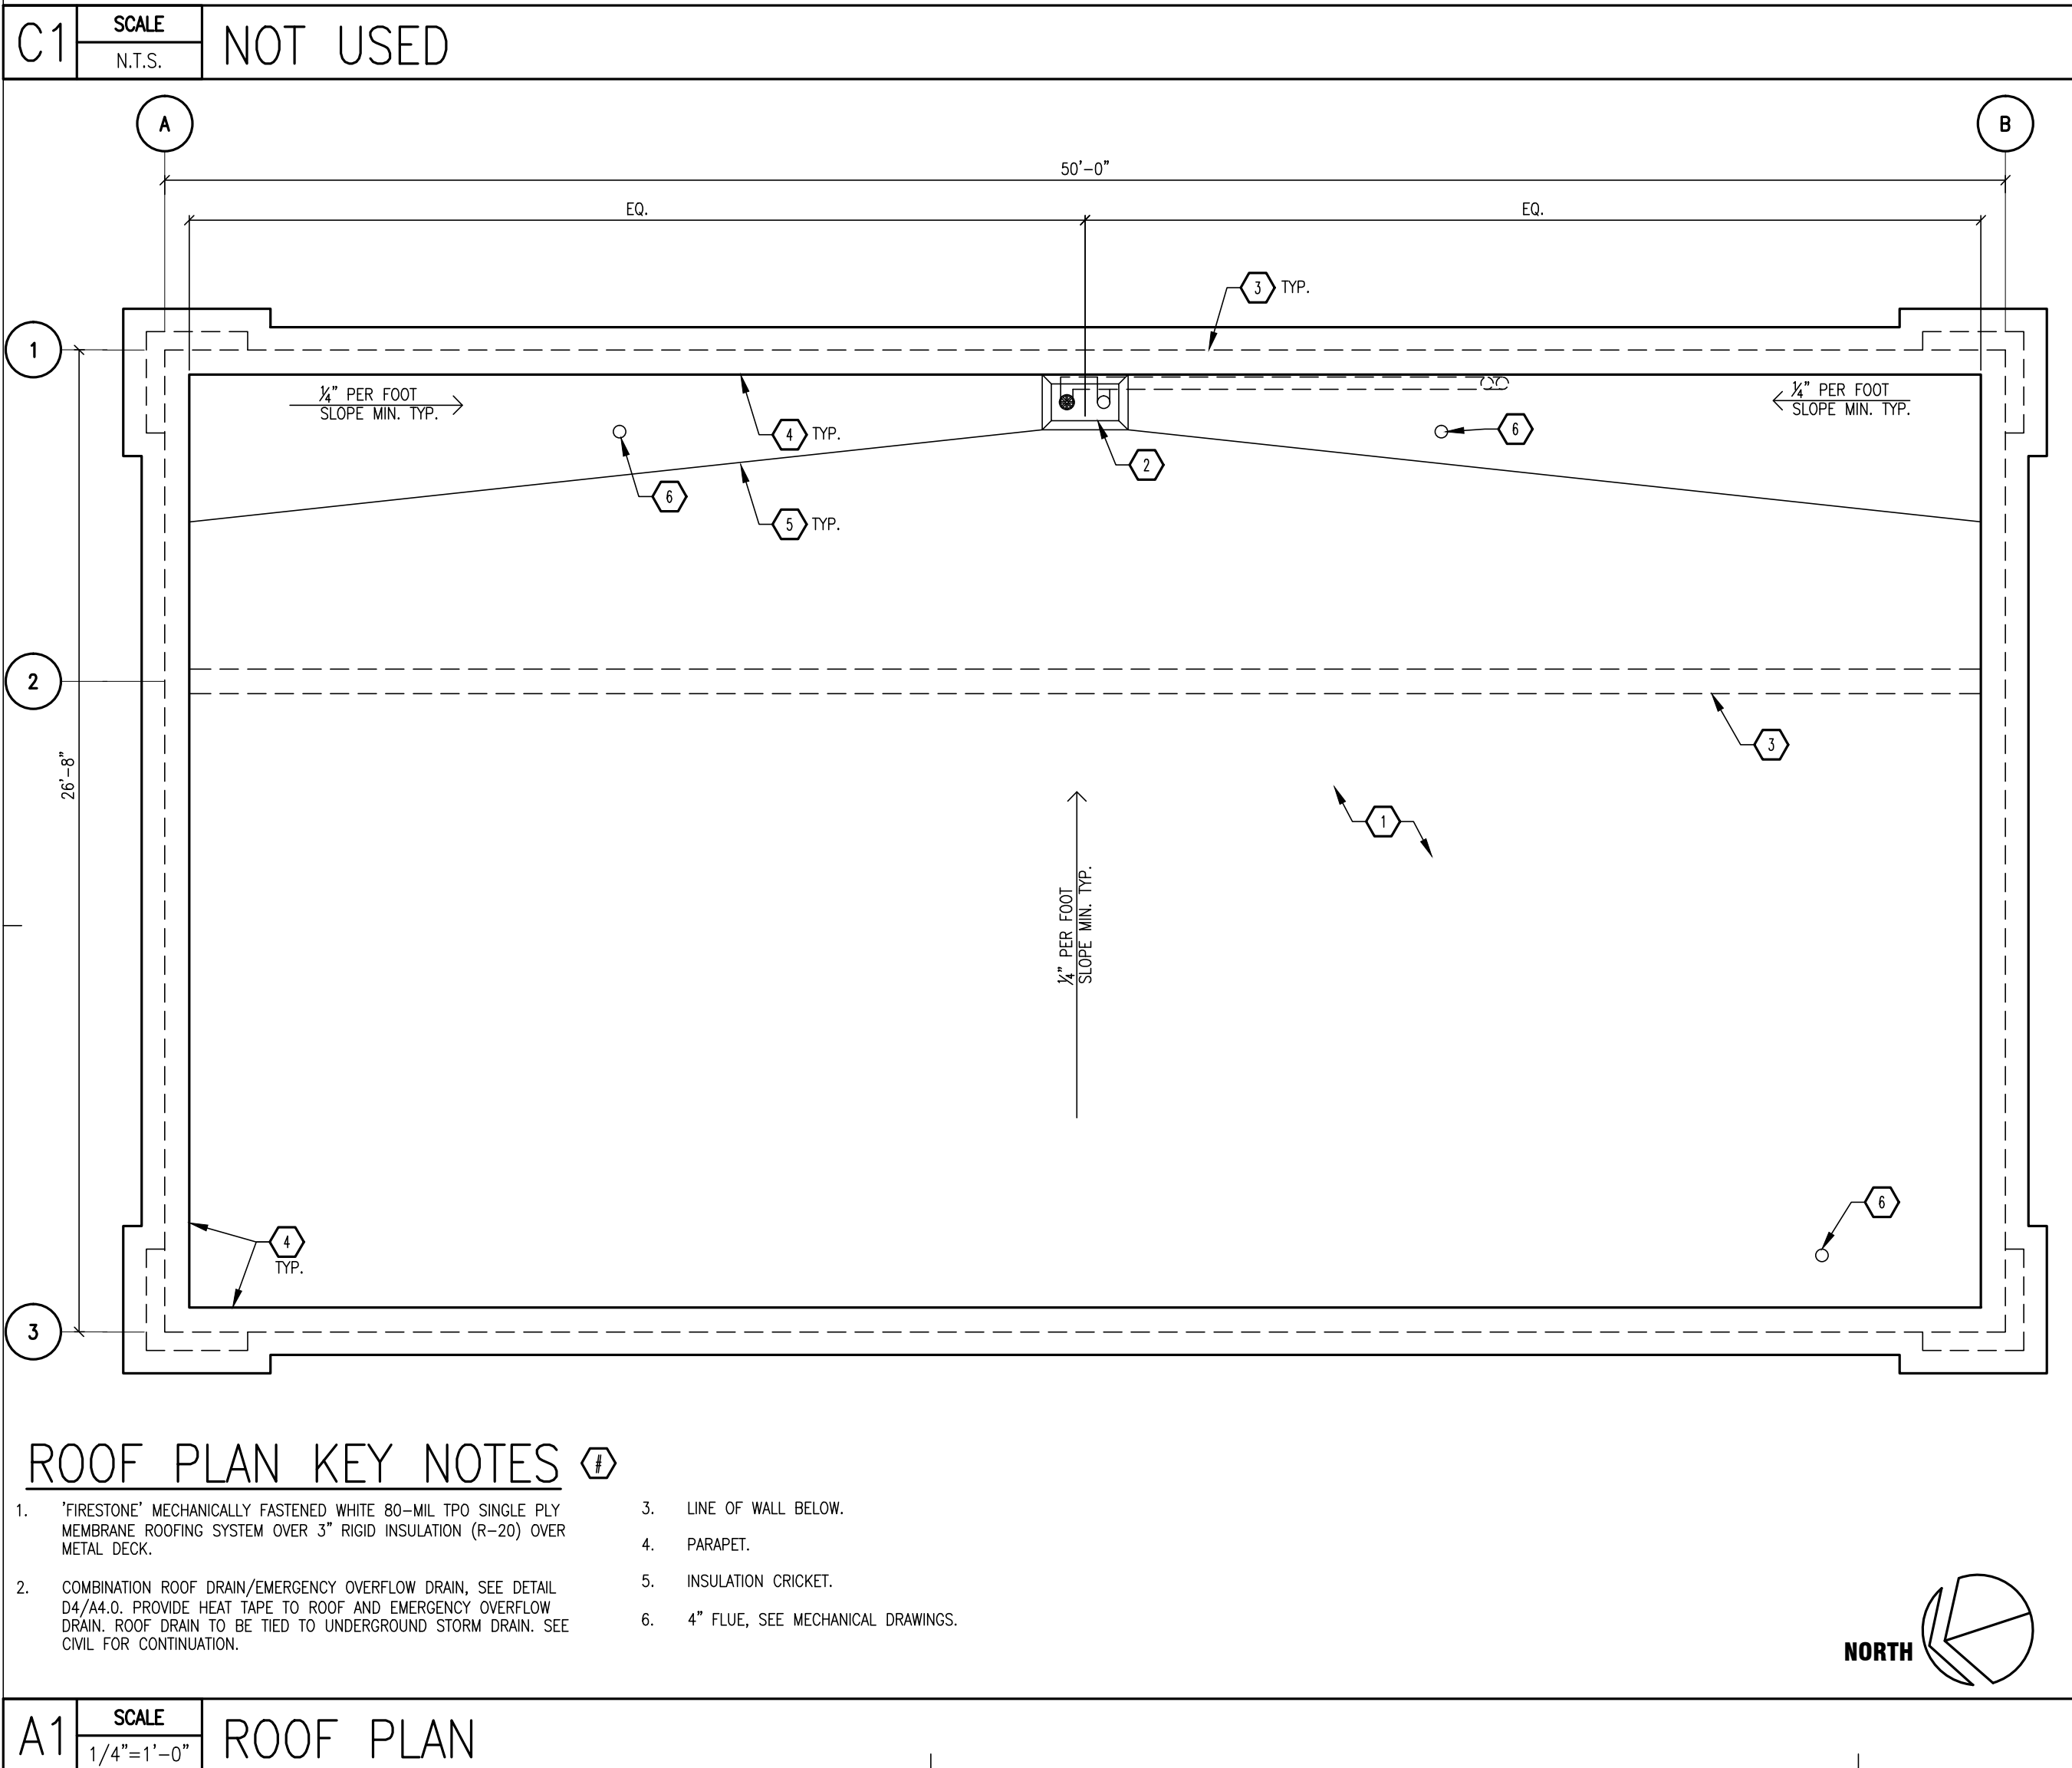 C1
SCALE
N.T.S.
NOT USED
A
B
50'-0"
EQ.
EQ.
3 TYP.
1
¼" PER FOOT
SLOPE MIN. TYP.
¼" PER FOOT
SLOPE MIN. TYP.
4 TYP.
6
2
6
5 TYP.
2
3
26'-8"
1
¼" PER FOOT
SLOPE MIN. TYP.
6
4
TYP.
3
ROOF PLAN KEY NOTES #
1. 'FIRESTONE' MECHANICALLY FASTENED WHITE 80-MIL TPO SINGLE PLY
MEMBRANE ROOFING SYSTEM OVER 3" RIGID INSULATION (R-20) OVER
METAL DECK.
2. COMBINATION ROOF DRAIN/EMERGENCY OVERFLOW DRAIN, SEE DETAIL
D4/A4.0. PROVIDE HEAT TAPE TO ROOF AND EMERGENCY OVERFLOW
DRAIN. ROOF DRAIN TO BE TIED TO UNDERGROUND STORM DRAIN. SEE
CIVIL FOR CONTINUATION.
3. LINE OF WALL BELOW.
4. PARAPET.
5. INSULATION CRICKET.
6. 4" FLUE, SEE MECHANICAL DRAWINGS.
NORTH
A1
SCALE
1/4"=1'-0"
ROOF PLAN